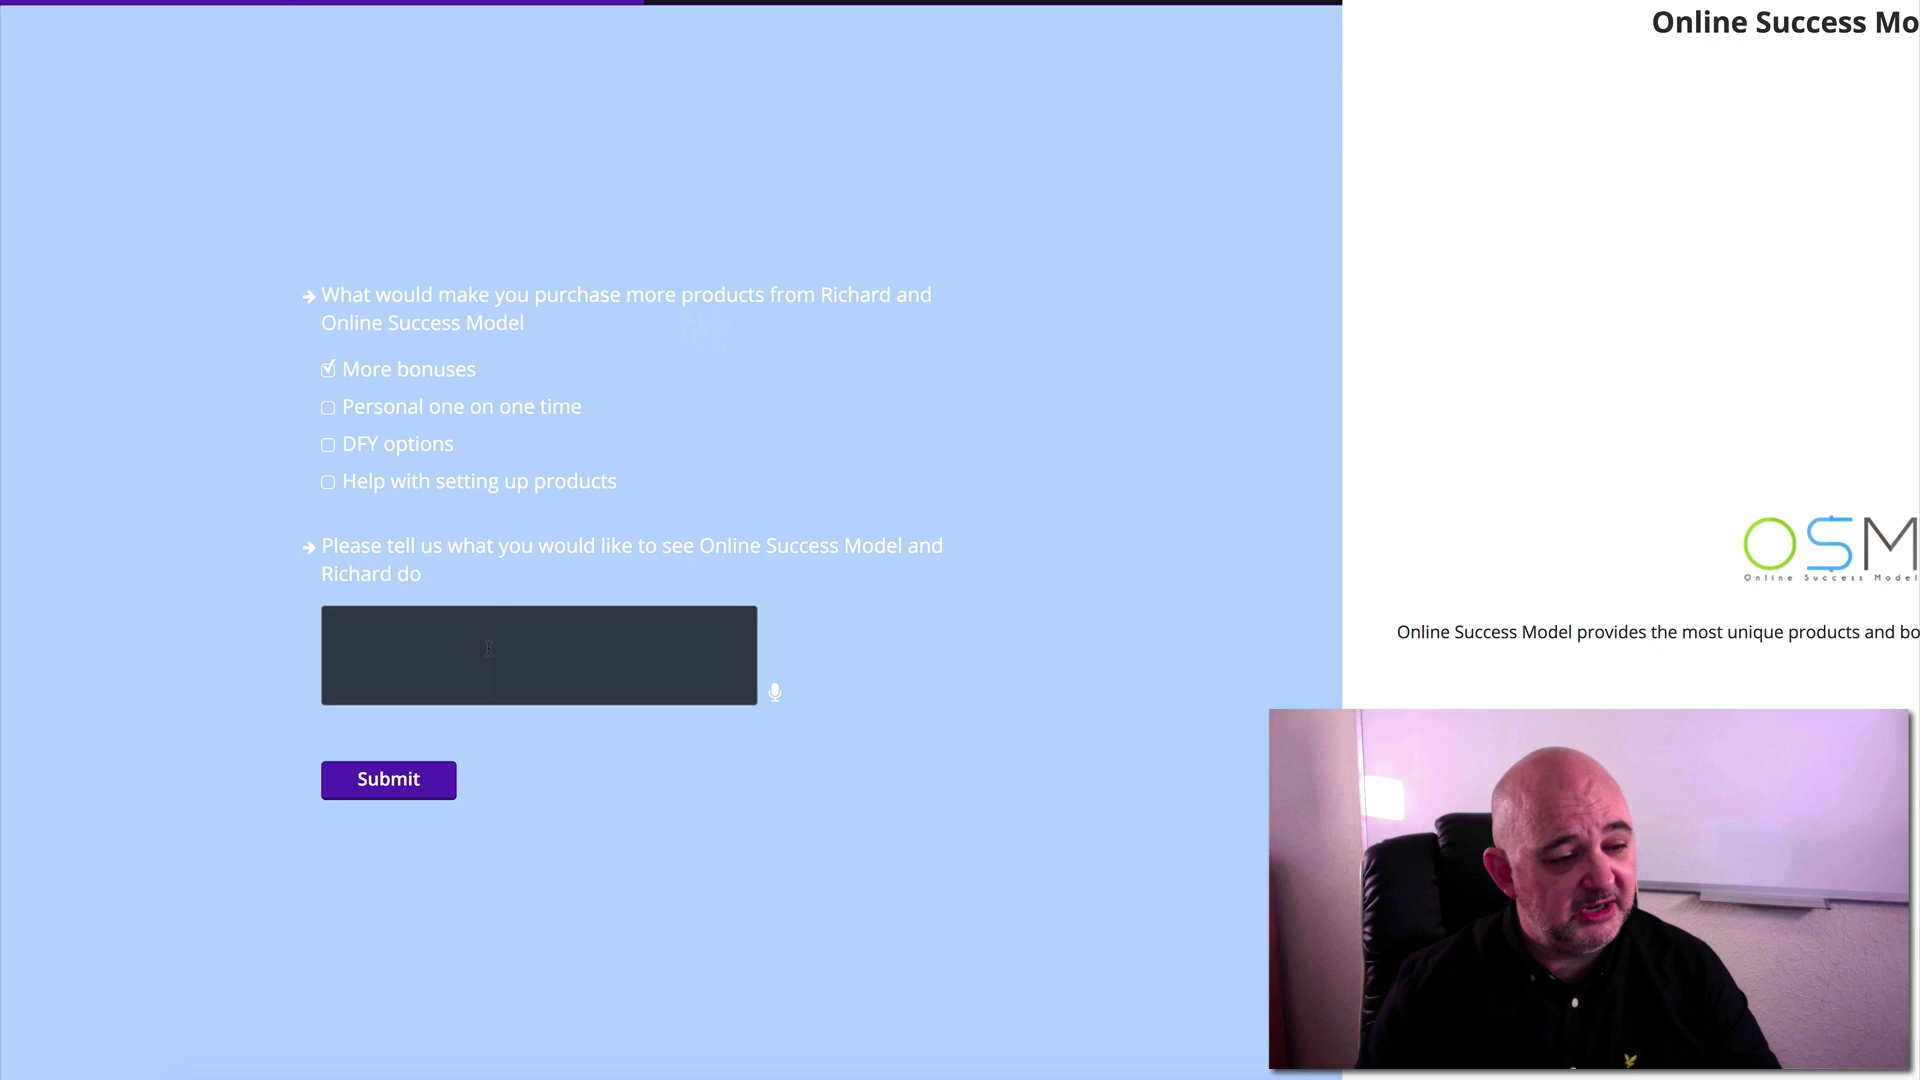 Online Success Mo
What would make you purchase more products from Richard and
Online Success Model
More bonuses
Personal one on one time
DFY options
Help with setting up products
Please tell us what you would like to see Online Success Model and
Richard do
Submit
OSM
Online Success Model
Online Success Model provides the most unique products and bo